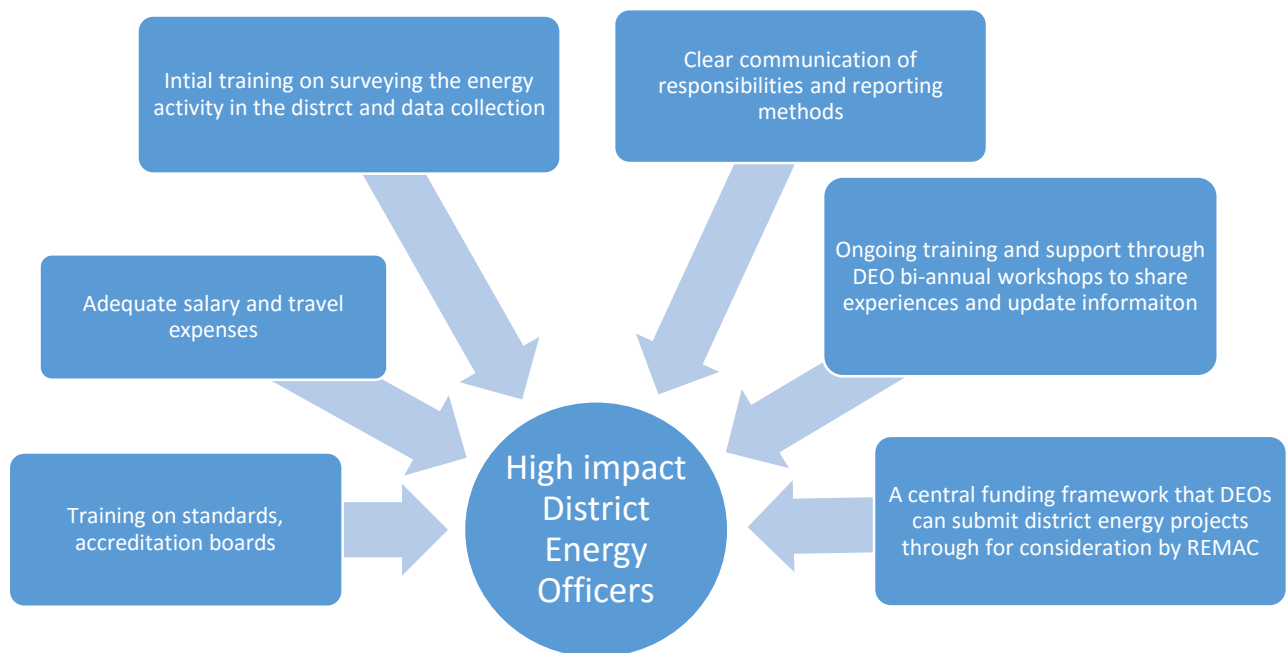 Intial training on surveying the energy
activity in the distrct and data collection
Clear communication of
responsibilities and reporting
methods
Adequate salary and travel
expenses
Ongoing training and support through
DEO bi-annual workshops to share
experiences and update informaiton
Training on standards,
accreditation boards
High impact
District
Energy
Officers
A central funding framework that DEOs
can submit district energy projects
through for consideration by REMAC